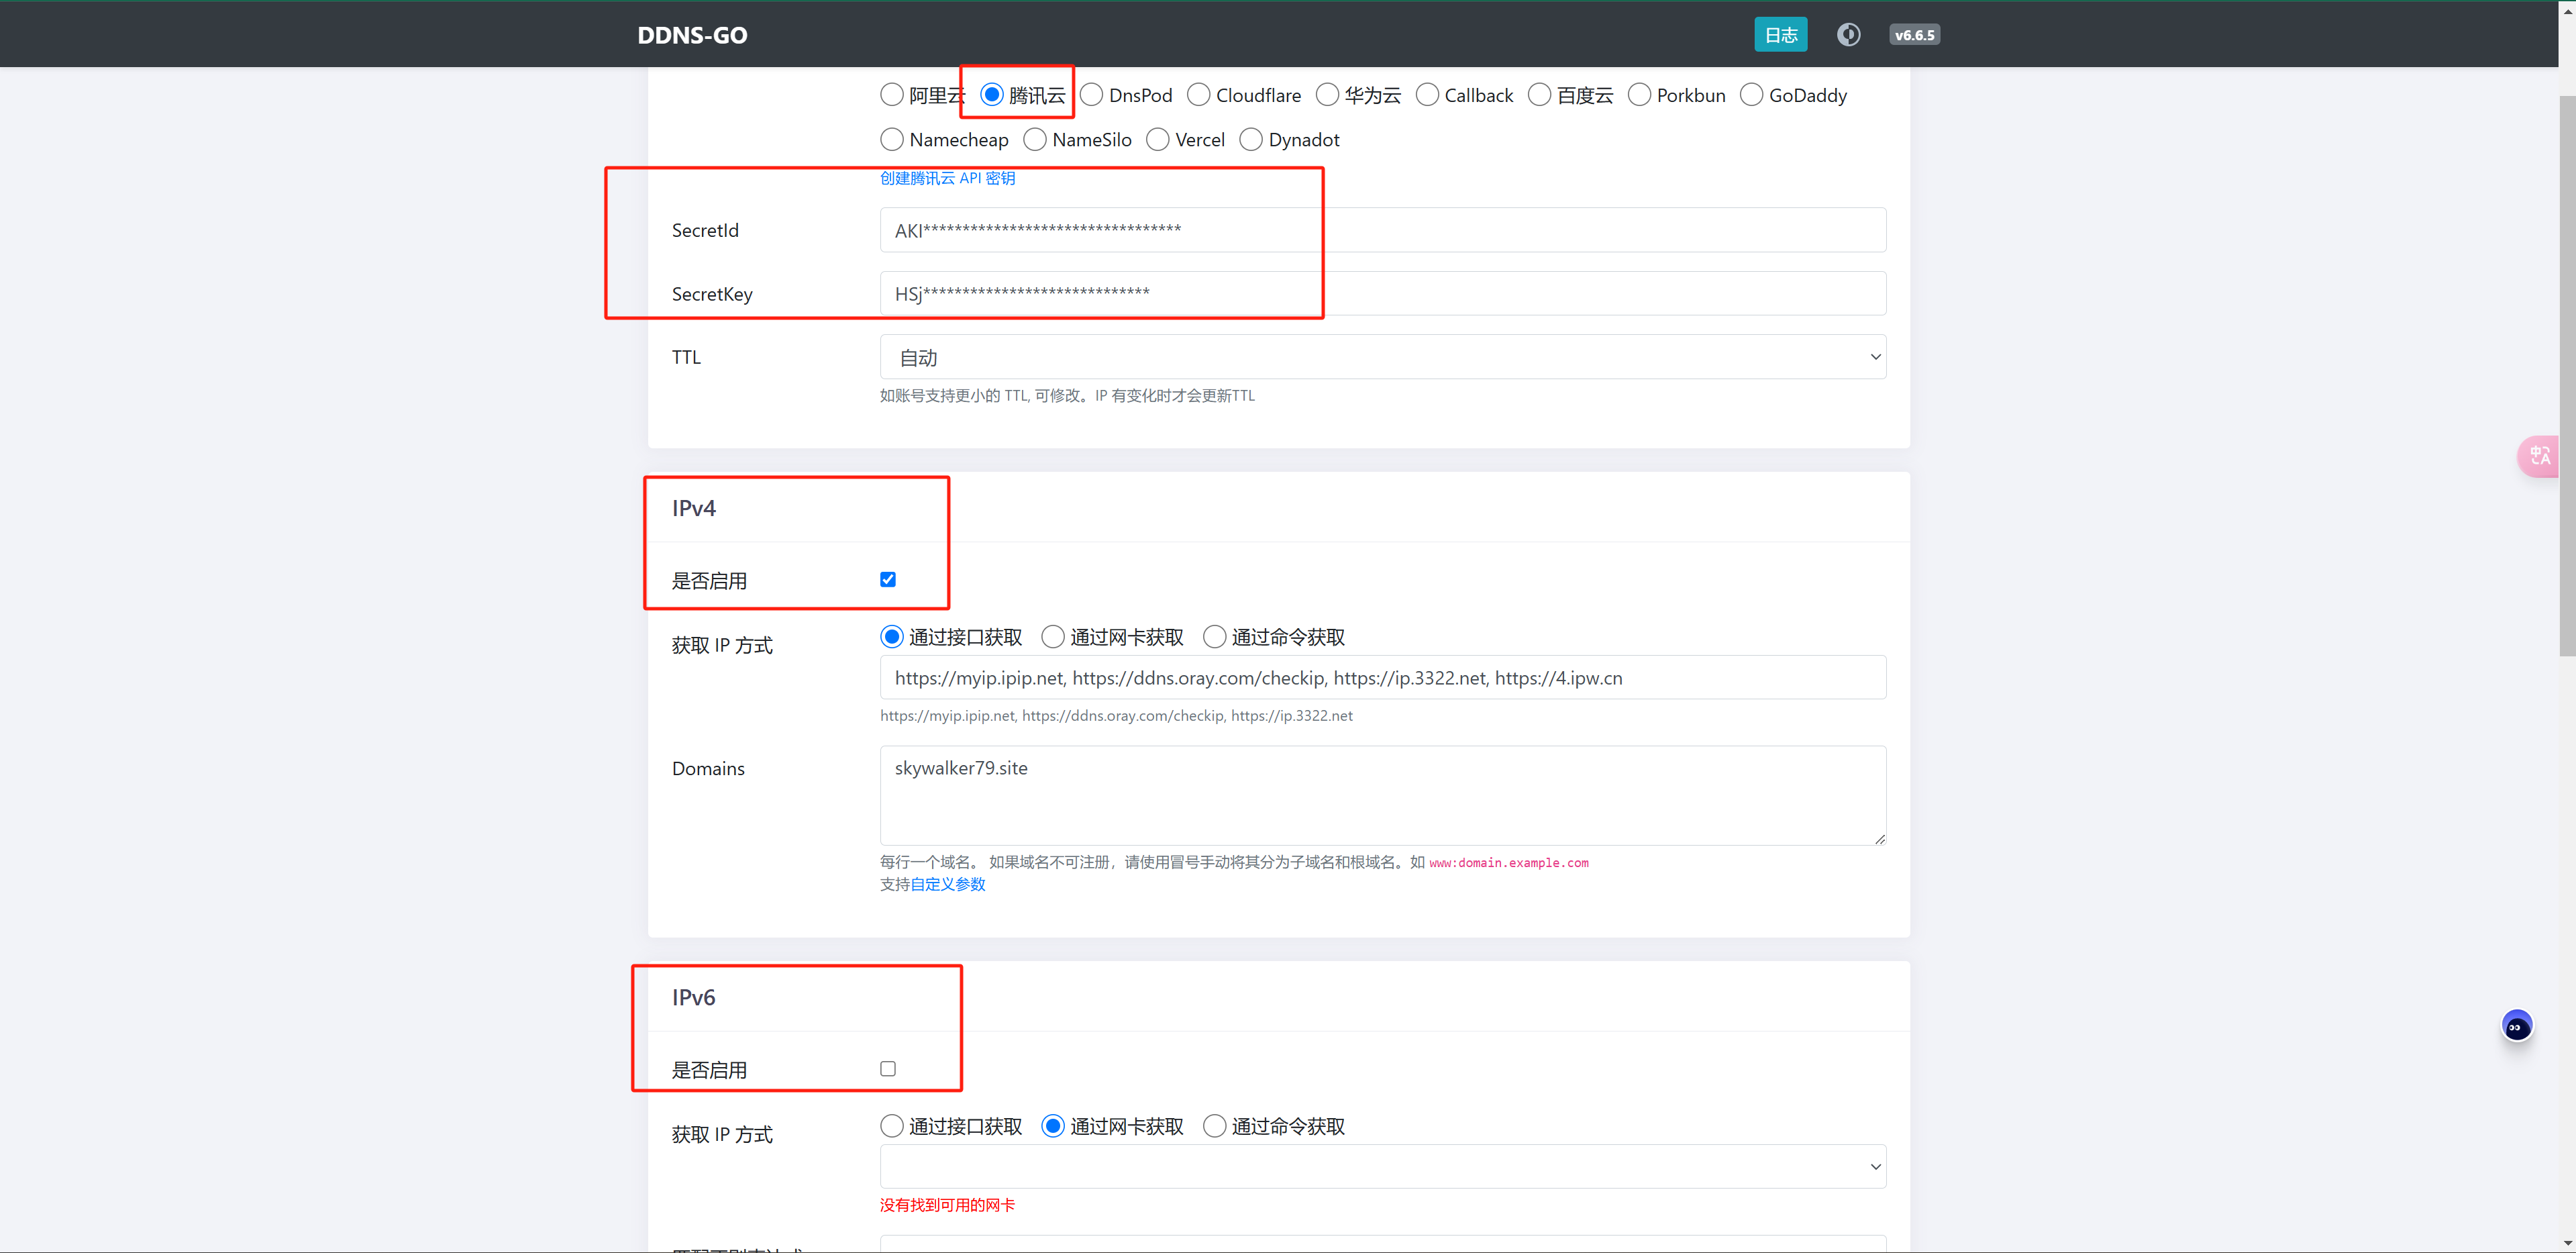 DDNS-GO 日志 v6.6.5
阿里云 腾讯云 DnsPod Cloudflare 华为云 Callback 百度云 Porkbun GoDaddy
Namecheap NameSilo Vercel Dynadot
创建腾讯云 API 密钥
SecretId AKI*********************************
SecretKey HSj*****************************
TTL 自动
如账号支持更小的 TTL, 可修改。IP 有变化时才会更新TTL
IPv4
是否启用
获取 IP 方式 通过接口获取 通过网卡获取 通过命令获取
https://myip.ipip.net, https://ddns.oray.com/checkip, https://ip.3322.net, https://4.ipw.cn
https://myip.ipip.net, https://ddns.oray.com/checkip, https://ip.3322.net
Domains skywalker79.site
每行一个域名。 如果域名不可注册，请使用冒号手动将其分为子域名和根域名。如 www:domain.example.com
支持自定义参数
IPv6
是否启用
获取 IP 方式 通过接口获取 通过网卡获取 通过命令获取
没有找到可用的网卡